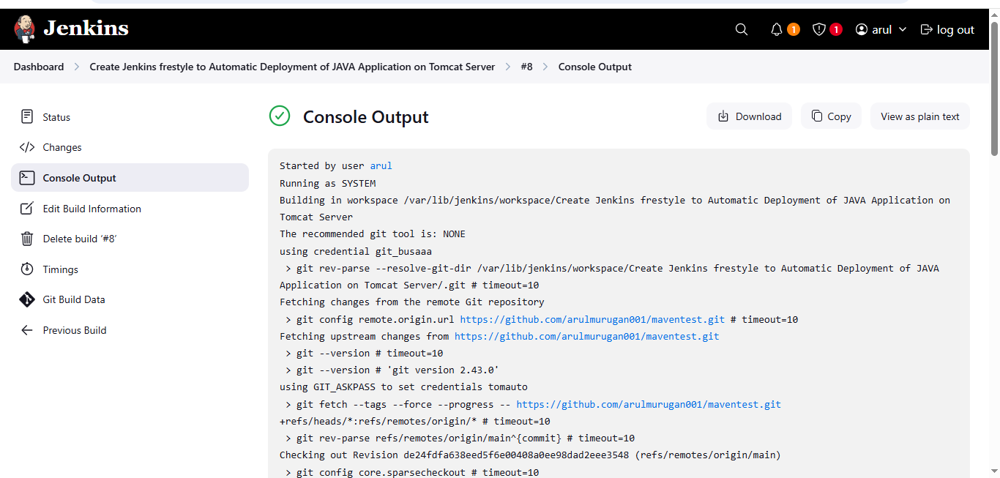 Jenkins
1
1
arul
log out
Dashboard
Create Jenkins frestyle to Automatic Deployment of JAVA Application on Tomcat Server
#8
Console Output
Status
Changes
Console Output
Edit Build Information
Delete build ‘#8’
Timings
Git Build Data
Previous Build
Console Output
Download
Copy
View as plain text
Started by user arul
Running as SYSTEM
Building in workspace /var/lib/jenkins/workspace/Create Jenkins frestyle to Automatic Deployment of JAVA Application on
Tomcat Server
The recommended git tool is: NONE
using credential git_busaaa
> git rev-parse --resolve-git-dir /var/lib/jenkins/workspace/Create Jenkins frestyle to Automatic Deployment of JAVA
Application on Tomcat Server/.git # timeout=10
Fetching changes from the remote Git repository
> git config remote.origin.url https://github.com/arulmurugan001/maventest.git # timeout=10
Fetching upstream changes from https://github.com/arulmurugan001/maventest.git
> git --version # timeout=10
> git --version # 'git version 2.43.0'
using GIT_ASKPASS to set credentials tomauto
> git fetch --tags --force --progress -- https://github.com/arulmurugan001/maventest.git
+refs/heads/*:refs/remotes/origin/* # timeout=10
> git rev-parse refs/remotes/origin/main^{commit} # timeout=10
Checking out Revision de24fdfa638eed5f6e00408a0ee98dad2eee3548 (refs/remotes/origin/main)
> git config core.sparsecheckout # timeout=10